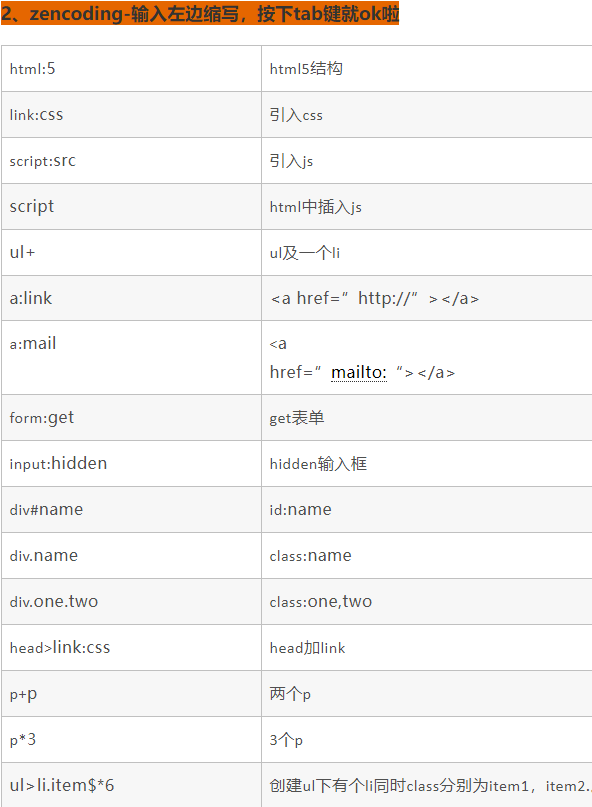 2、zencoding-输入左边缩写，按下tab键就ok啦
html:5 html5结构
link:css 引入css
script:src 引入js
script html中插入js
ul+ ul及一个li
a:link <a href=”http://“></a>
a:mail <a
href=“mailto:“></a>
form:get get表单
input:hidden hidden输入框
div#name id:name
div.name class:name
div.one.two class:one,two
head>link:css head加link
p+p 两个p
p*3 3个p
ul>li.item$*6 创建ul下有个li同时class分别为item1，item2.